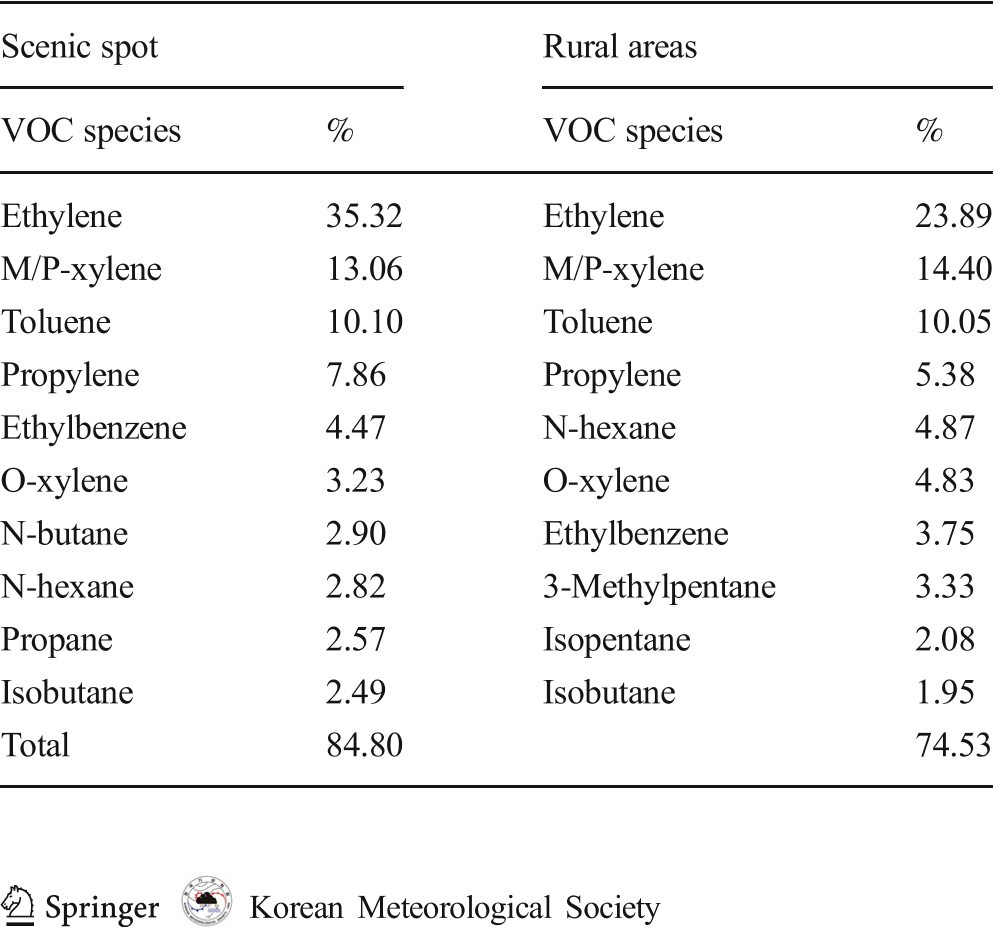 Scenic spot Rural areas
VOC species % VOC species %
Ethylene 35.32 Ethylene 23.89
M/P-xylene 13.06 M/P-xylene 14.40
Toluene 10.10 Toluene 10.05
Propylene 7.86 Propylene 5.38
Ethylbenzene 4.47 N-hexane 4.87
O-xylene 3.23 O-xylene 4.83
N-butane 2.90 Ethylbenzene 3.75
N-hexane 2.82 3-Methylpentane 3.33
Propane 2.57 Isopentane 2.08
Isobutane 2.49 Isobutane 1.95
Total 84.80 74.53
Springer Korean Meteorological Society